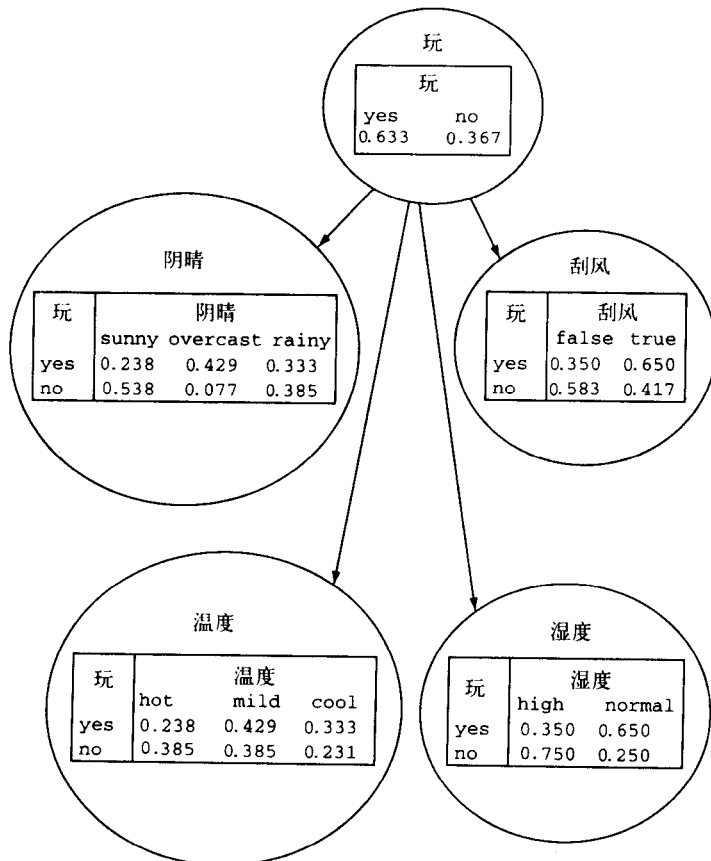 玩
玩
yes no
0.633 0.367
阴晴
玩 阴晴
sunny overcast rainy
yes 0.238 0.429 0.333
no 0.538 0.077 0.385
刮风
玩 刮风
false true
yes 0.350 0.650
no 0.583 0.417
温度
玩 温度
hot mild cool
yes 0.238 0.429 0.333
no 0.385 0.385 0.231
湿度
玩 湿度
high normal
yes 0.350 0.650
no 0.750 0.250